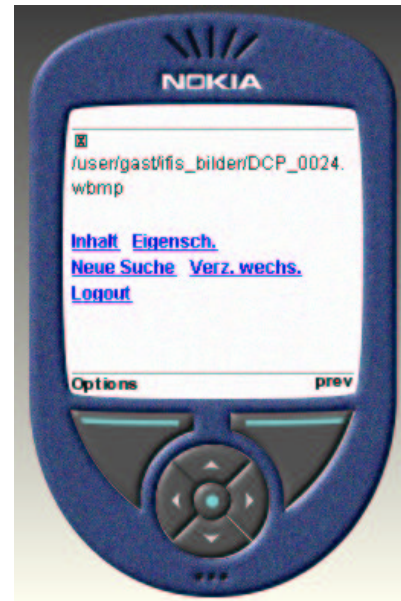 NOKIA
/user/gast/ifis_bilder/DCP_0024.
wbmp
Inhalt Eigensch.
Neue Suche Verz. wechs.
Logout
Options prev